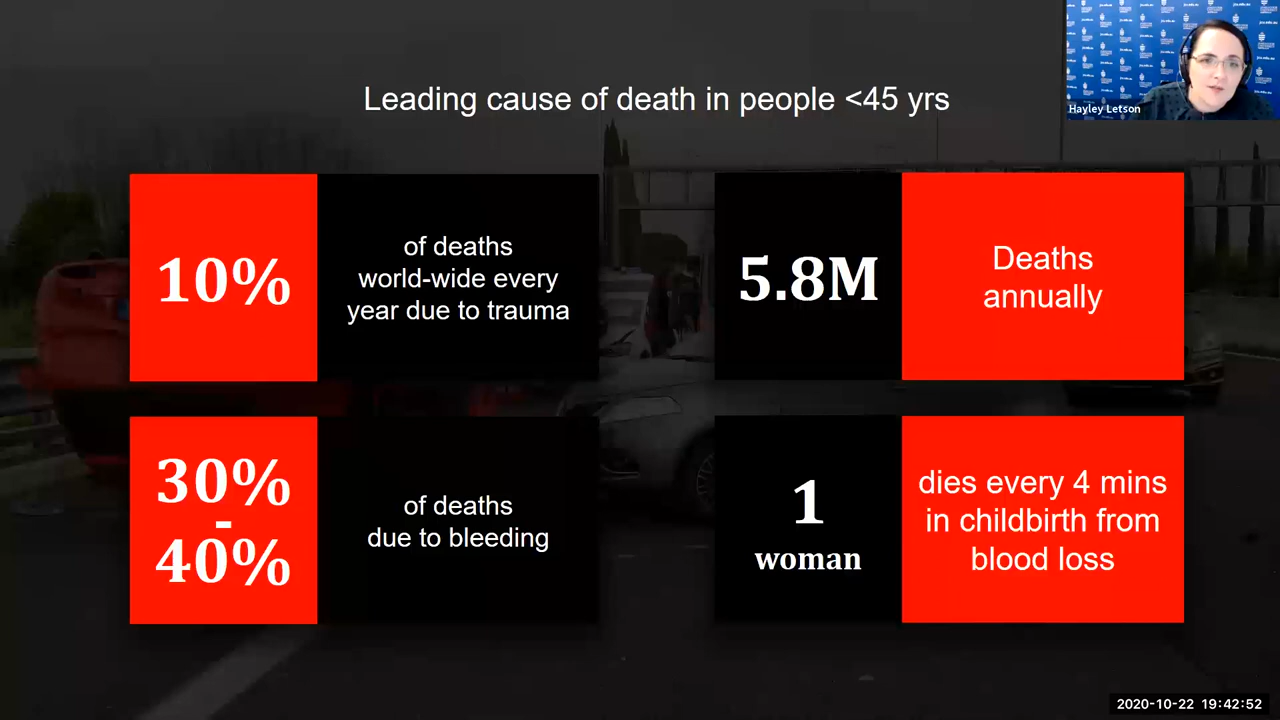 Leading cause of death in people <45 yrs
Hayley Letson
10%
of deaths
world-wide every
year due to trauma
5.8M
Deaths
annually
30%
-
40%
of deaths
due to bleeding
1
woman
dies every 4 mins
in childbirth from
blood loss
2020-10-22 19:42:52